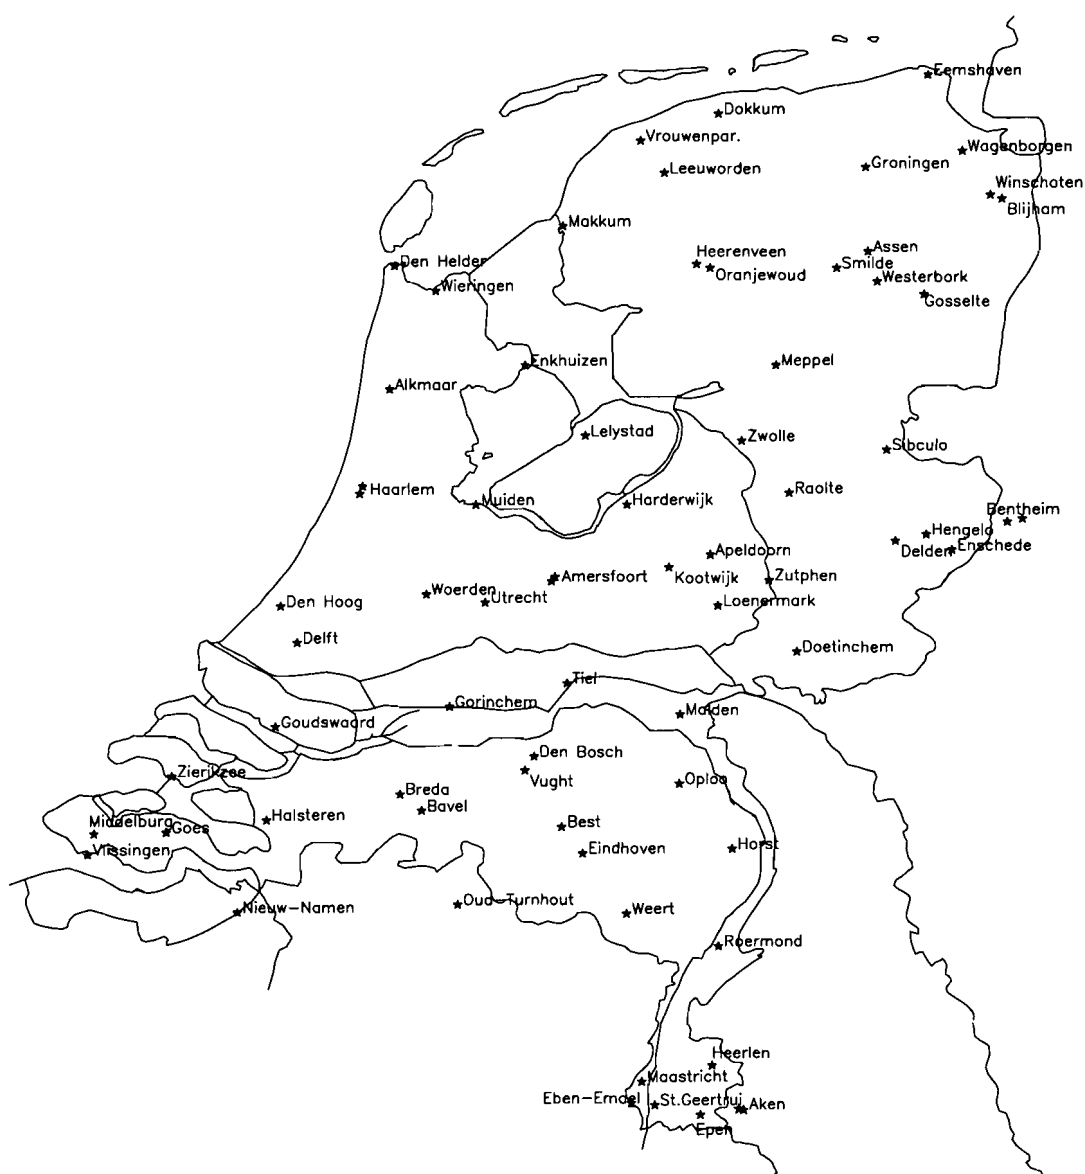 Eemshaven
Dokkum
Vrouwenpar.
Wagenborgen
Groningen
Leeuworden
Winschoten
Blijham
Makkum
Assen
Den Helder
Heerenveen
Oranjewoud
Smilde
Westerbork
Wieringen
Gosselte
Enkhuizen
Meppel
Alkmaar
Lelystad
Zwolle
Sibculo
Haarlem
Raolte
Muiden
Harderwijk
Bentheim
Hengelo
Delden
Enschede
Apeldoorn
Amersfoort
Kootwijk
Zutphen
Woerden
Utrecht
Den Hoog
Loenermark
Delft
Doetinchem
Tiel
Gorinchem
Malden
Goudswaard
Den Bosch
Zierikzee
Vught
Oploo
Breda
Bavel
Halsteren
Middelburg
Goes
Best
Vlissingen
Eindhoven
Horst
Nieuw-Namen
Oud-Turnhout
Weert
Roermond
Heerlen
Maastricht
Eben-Emael
St.Geertruj
Aken
Epen